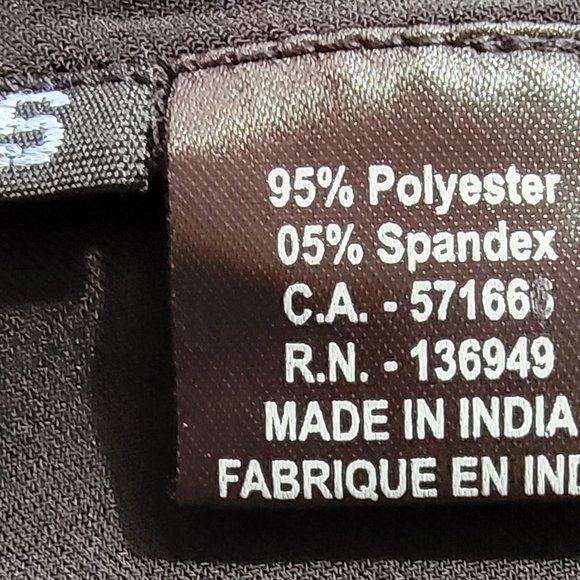 S
95% Polyester
05% Spandex
C.A. - 57166
R.N. - 136949
MADE IN INDIA
FABRIQUE EN IND